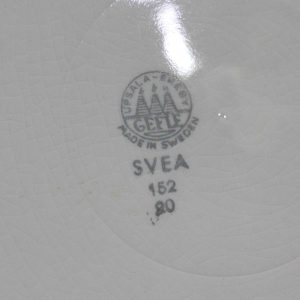 UPSALA-EKEBY
GEFLE
MADE IN SWEDEN
SVEA
152
80